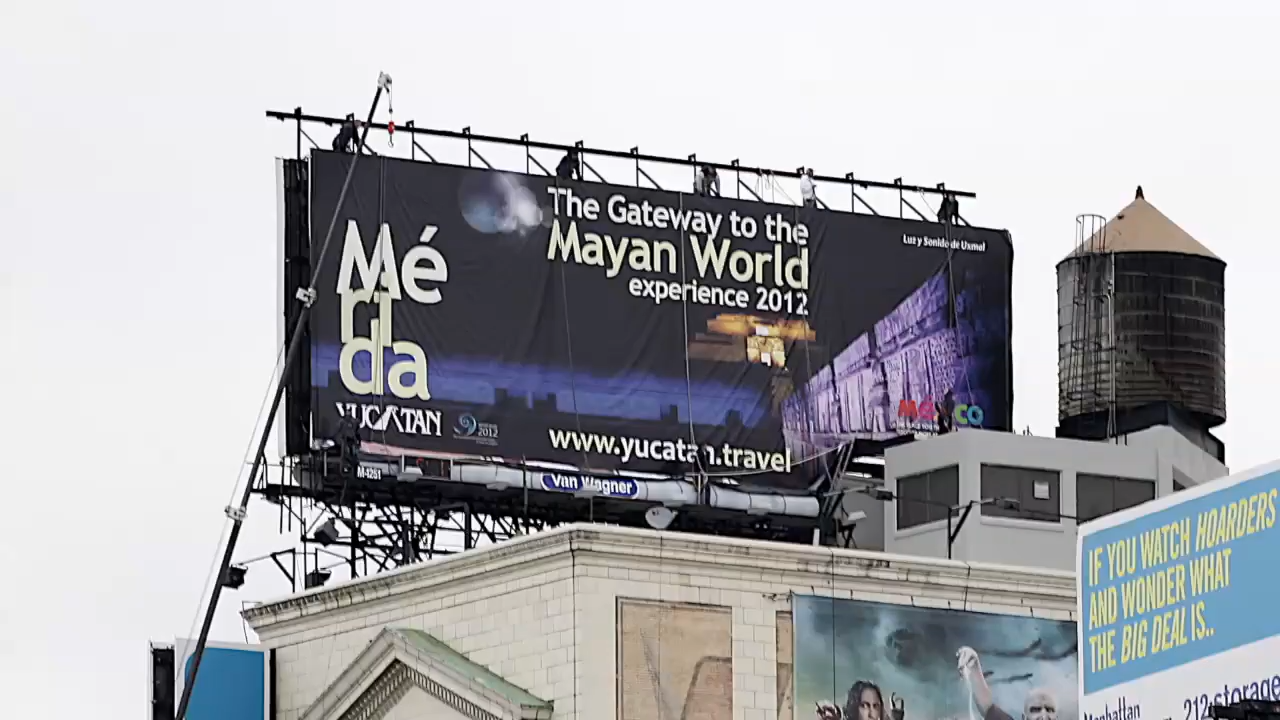 Mé
ri
da
YUCATAN
2012
The Gateway to the
Mayan World
experience 2012
Luz y Sonido de Uxmal
México
www.yucatan.travel
M-4251
Van Wagner
IF YOU WATCH HOARDERS
AND WONDER WHAT
THE BIG DEAL IS..
Manhattan
212-storage